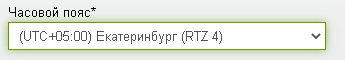 Часовой пояс*
(UTC+05:00) Екатеринбург (RTZ 4)